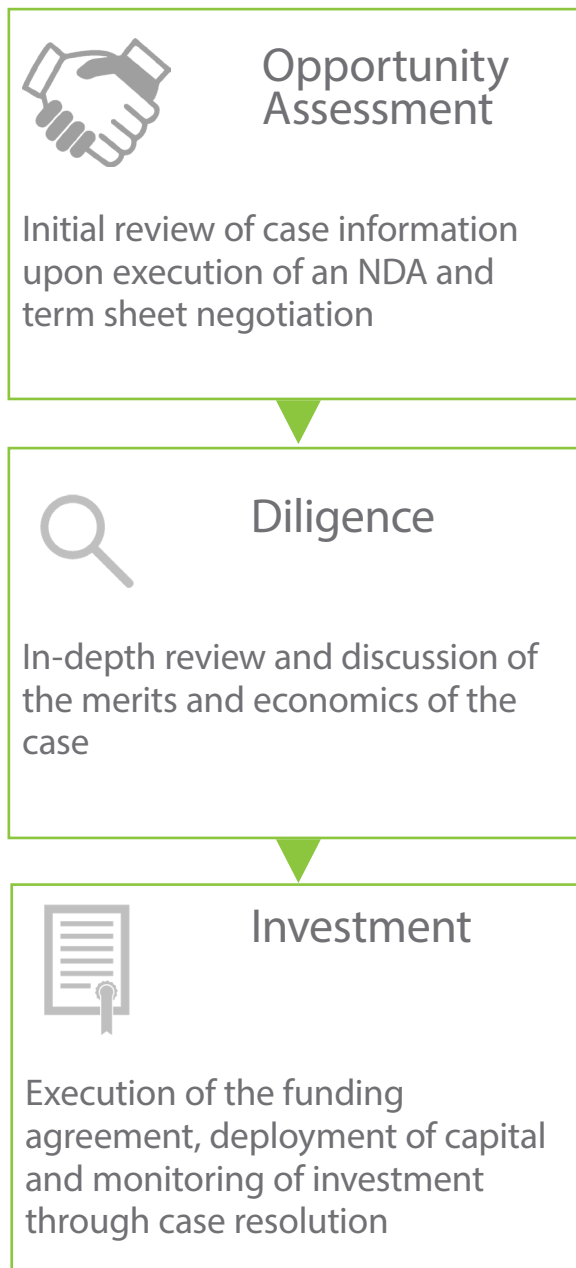 Opportunity
Assessment
Initial review of case information
upon execution of an NDA and
term sheet negotiation
Diligence
In-depth review and discussion of
the merits and economics of the
case
Investment
Execution of the funding
agreement, deployment of capital
and monitoring of investment
through case resolution